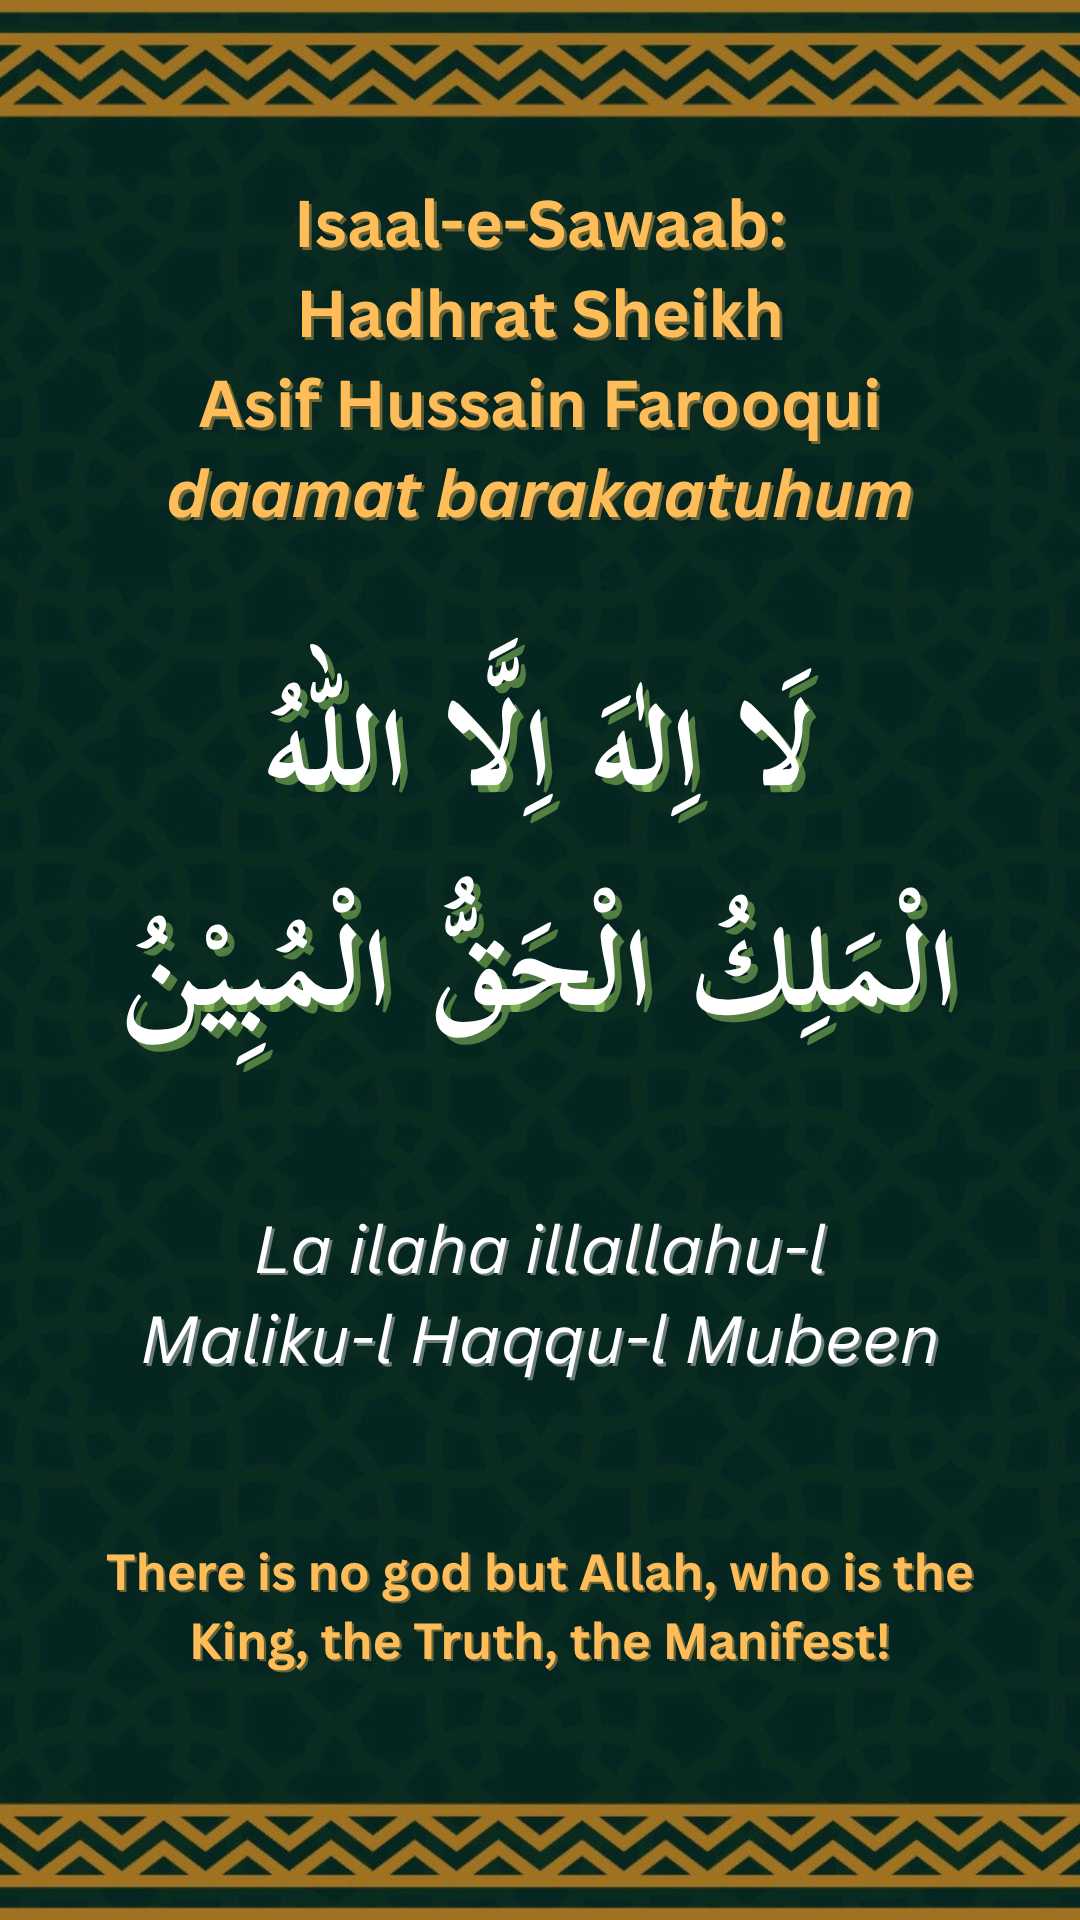 Isaal-e-Sawaab:
Hadhrat Sheikh
Asif Hussain Farooqui
daamat barakaatuhum
لَا اِلٰهَ اِلَّا اللّٰهُ
الْمَلِكُ الْحَقُّ الْمُبِيْنُ
La ilaha illallahu-l
Maliku-l Haqqu-l Mubeen
There is no god but Allah, who is the
King, the Truth, the Manifest!